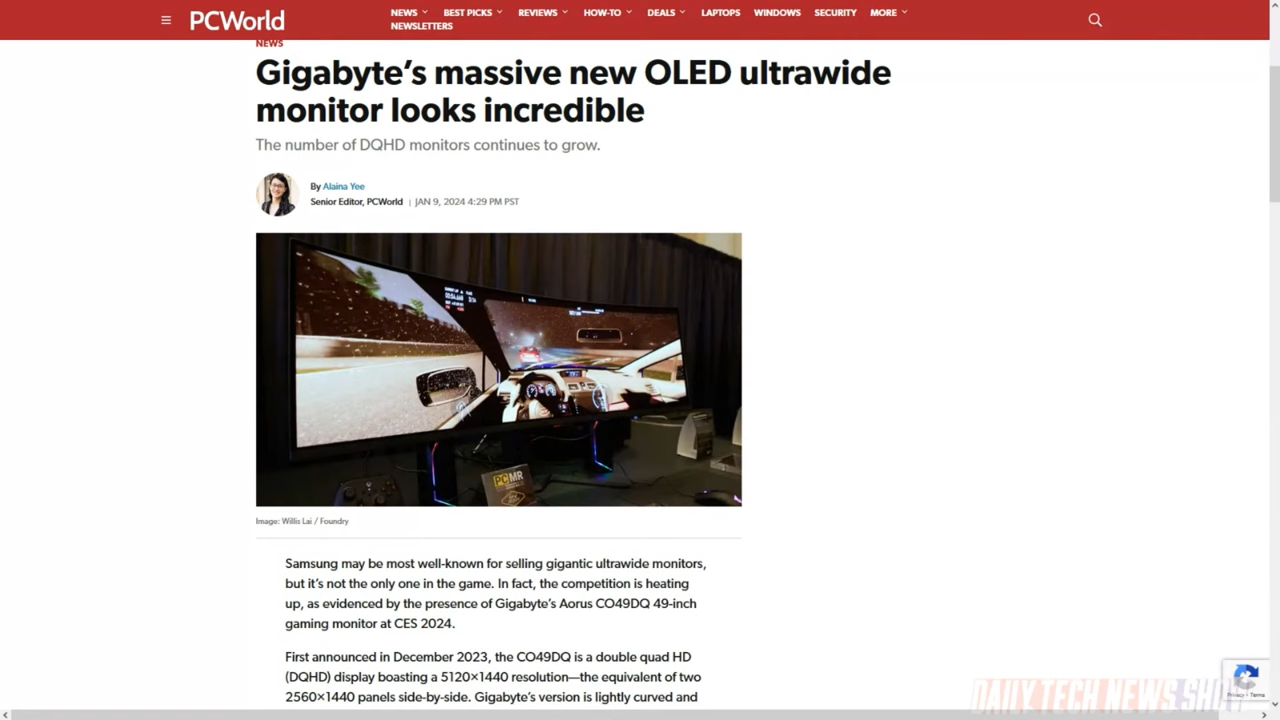 PCWorld
NEWS
BEST PICKS
REVIEWS
HOW-TO
DEALS
LAPTOPS
WINDOWS
SECURITY
MORE
NEWSLETTERS
NEWS
Gigabyte's massive new OLED ultrawide
monitor looks incredible
The number of DQHD monitors continues to grow.
By Alaina Yee
Senior Editor, PCWorld | JAN 9, 2024 4:29 PM PST
PCMR
Image: Willis Lai / Foundry
Samsung may be most well-known for selling gigantic ultrawide monitors,
but it's not the only one in the game. In fact, the competition is heating
up, as evidenced by the presence of Gigabyte's Aorus CO49DQ 49-inch
gaming monitor at CES 2024.
First announced in December 2023, the CO49DQ is a double quad HD
(DQHD) display boasting a 5120×1440 resolution—the equivalent of two
2560×1440 panels side-by-side. Gigabyte's version is lightly curved and
Privacy - Terms
DAILY TECH NEWS SHOW